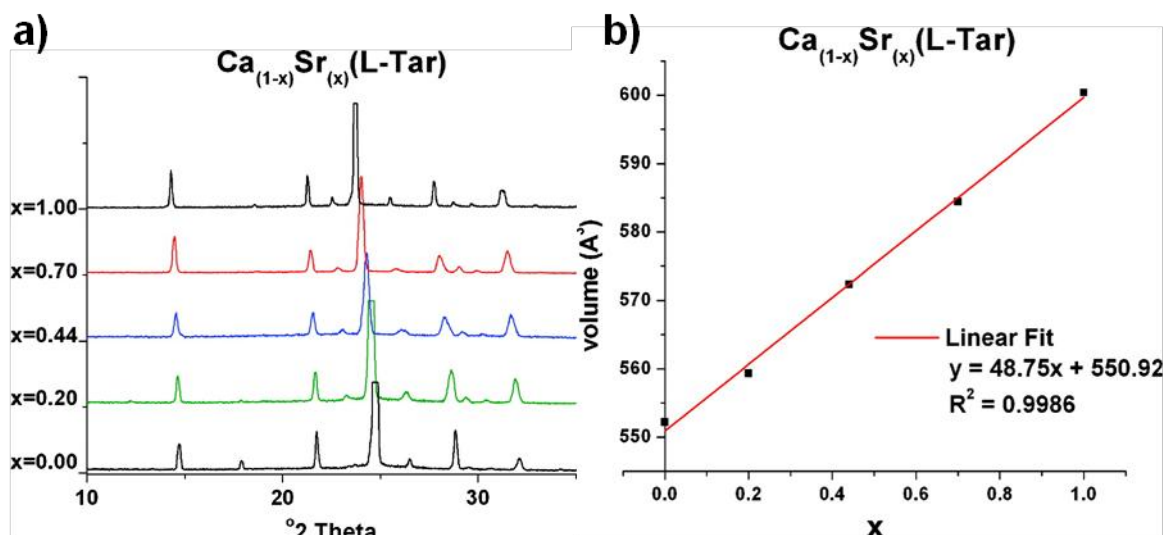 a)
Ca(1-x)Sr(x)(L-Tar)
x=1.00
x=0.70
x=0.44
x=0.20
x=0.00
10 20 30
°2 Theta
b)
Ca(1-x)Sr(x)(L-Tar)
volume (Å³)
600
590
580
570
560
550
Linear Fit
y = 48.75x + 550.92
R² = 0.9986
0.0 0.2 0.4 0.6 0.8 1.0
x